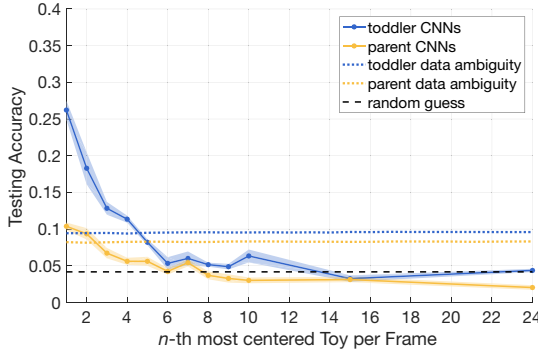 0.4
0.35
0.3
0.25
0.2
0.15
0.1
0.05
0
Testing Accuracy
toddler CNNs
parent CNNs
toddler data ambiguity
parent data ambiguity
random guess
2 4 6 8 10 12 14 16 18 20 22 24
n-th most centered Toy per Frame